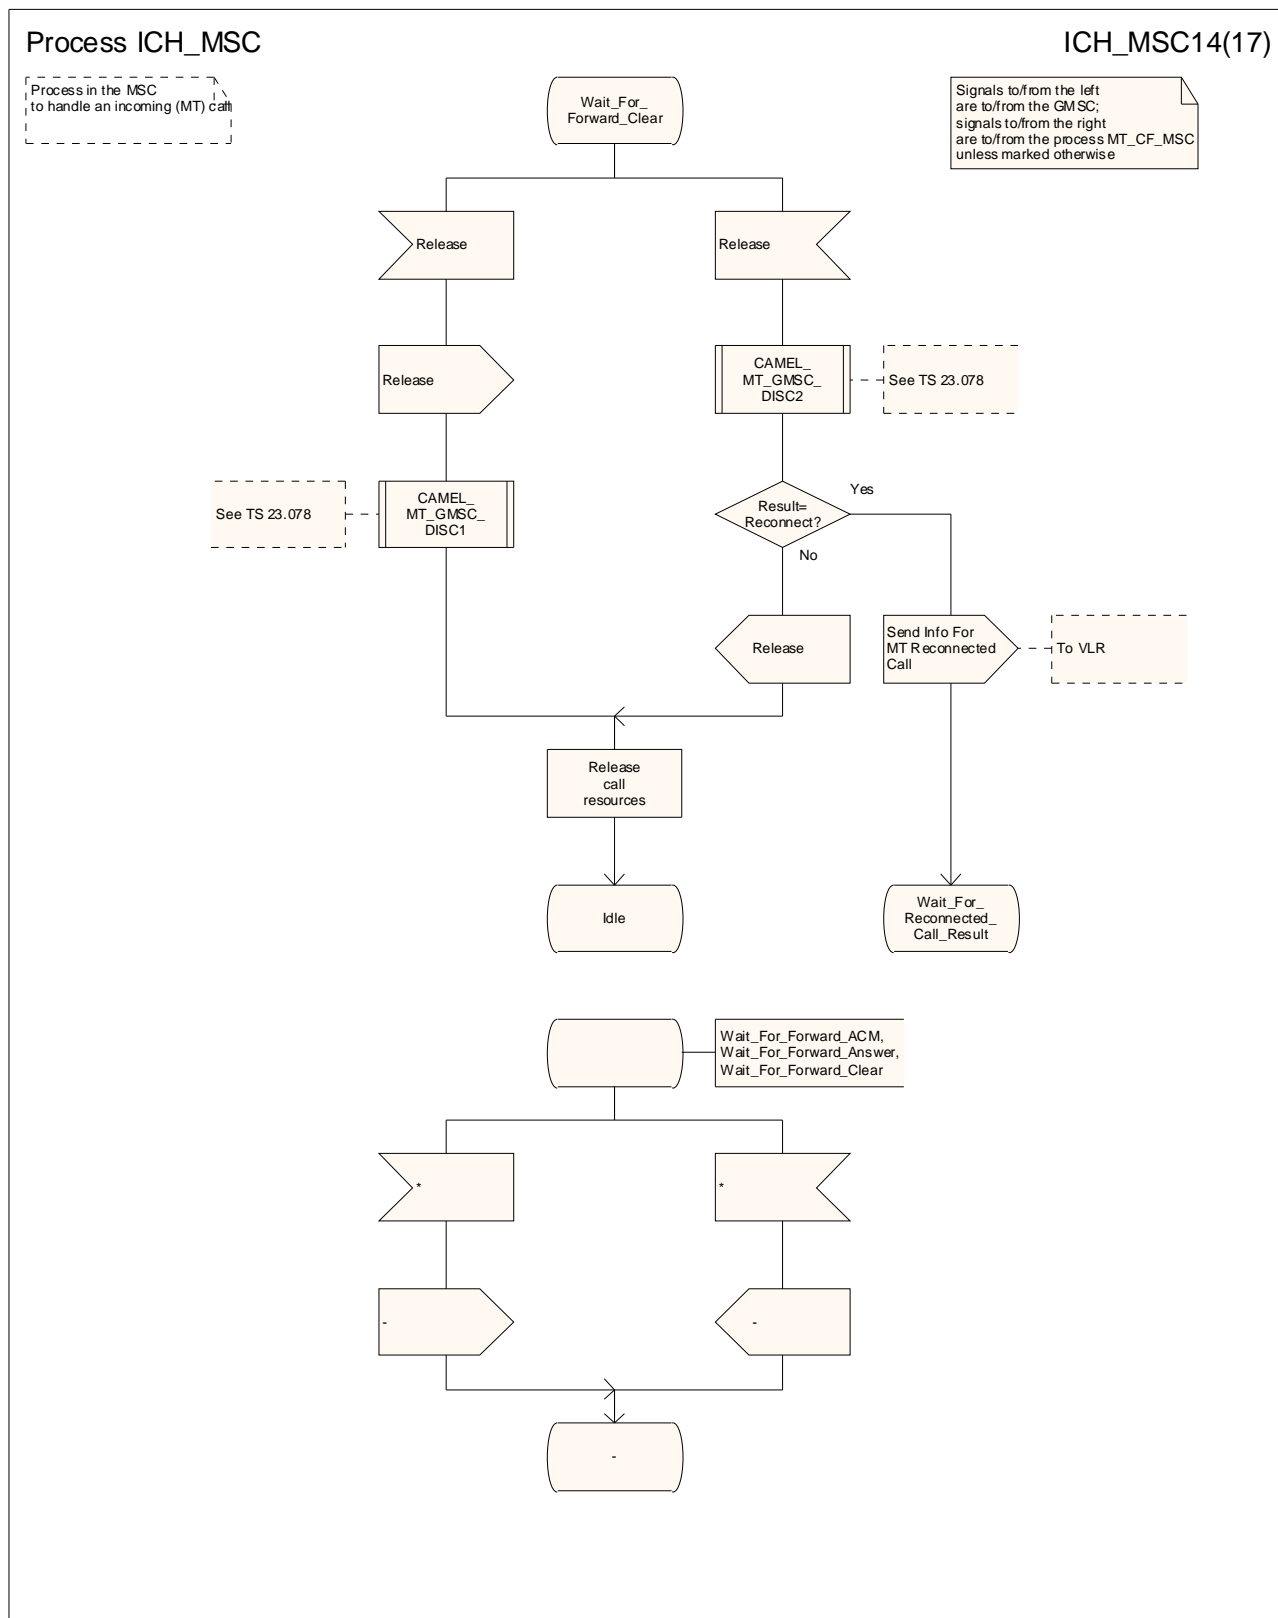 Process ICH_MSC
ICH_MSC14(17)
Process in the MSC
to handle an incoming (MT) call
Signals to/from the left
are to/from the GMSC;
signals to/from the right
are to/from the process MT_CF_MSC
unless marked otherwise
Wait_For_
Forward_Clear
Release
Release
Release
CAMEL_
MT_GMSC_
DISC2
See TS 23.078
See TS 23.078
CAMEL_
MT_GMSC_
DISC1
Result=
Reconnect?
Yes
No
Release
Send Info For
MT Reconnected
Call
To VLR
Release
call
resources
Idle
Wait_For_
Reconnected_
Call_Result
Wait_For_Forward_ACM,
Wait_For_Forward_Answer,
Wait_For_Forward_Clear
*
*
-
-
-